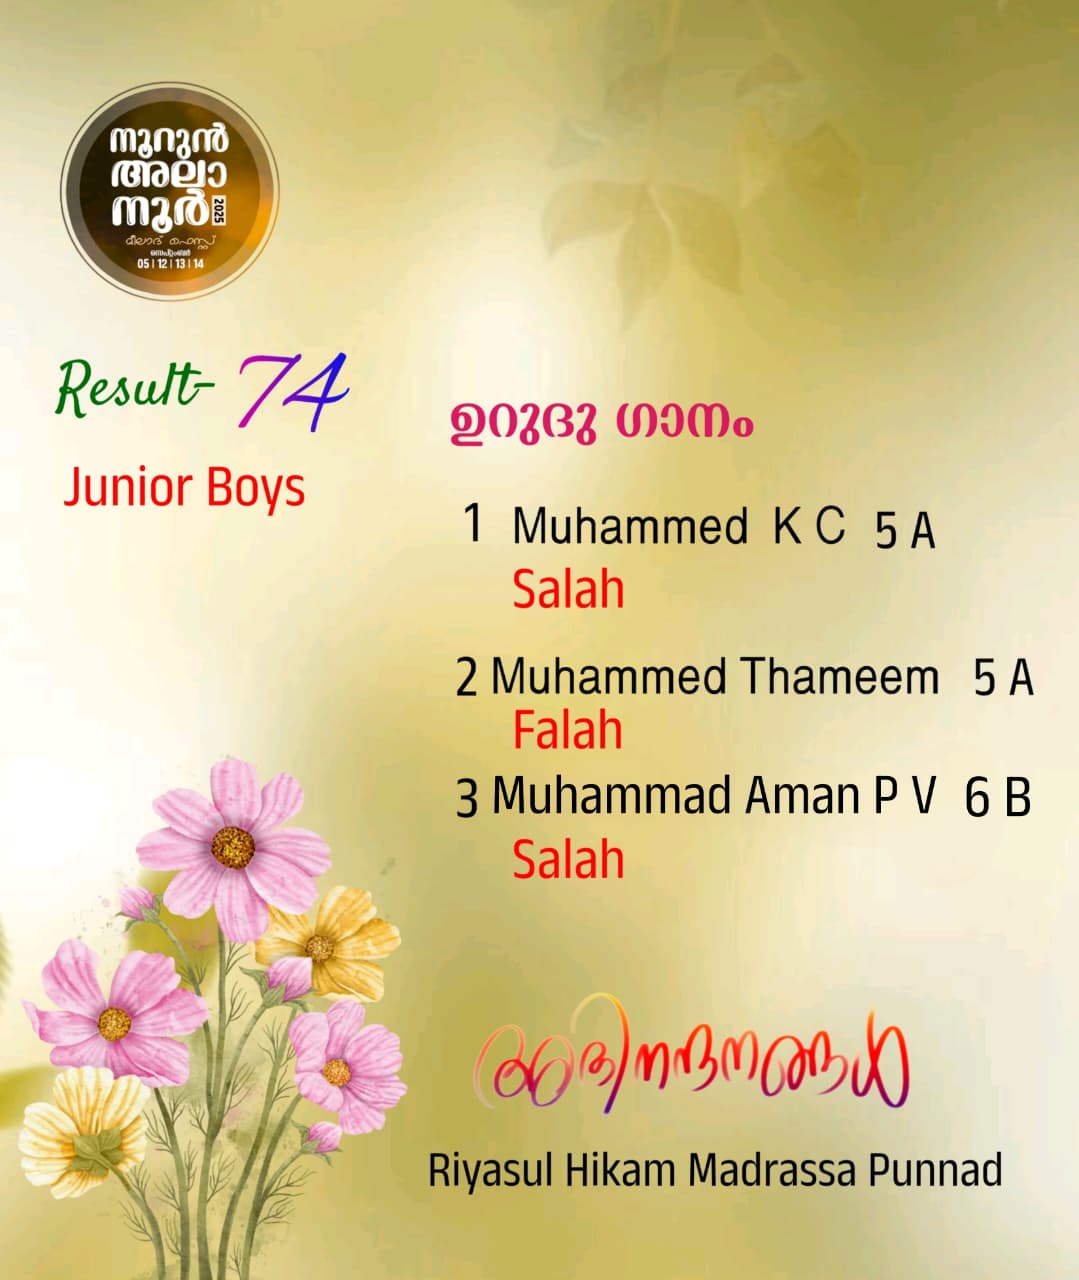 നൂറുൻ
അലാ
നൂർ 2025
മീലാദ് ഫെസ്റ്റ്
സെപ്റ്റംബർ
05 | 12 | 13 | 14
Result- 74
Junior Boys
ഉറുദു ഗാനം
1 Muhammed K C 5 A
Salah
2 Muhammed Thameem 5 A
Falah
3 Muhammad Aman P V 6 B
Salah
അഭിനന്ദനങ്ങൾ
Riyasul Hikam Madrassa Punnad